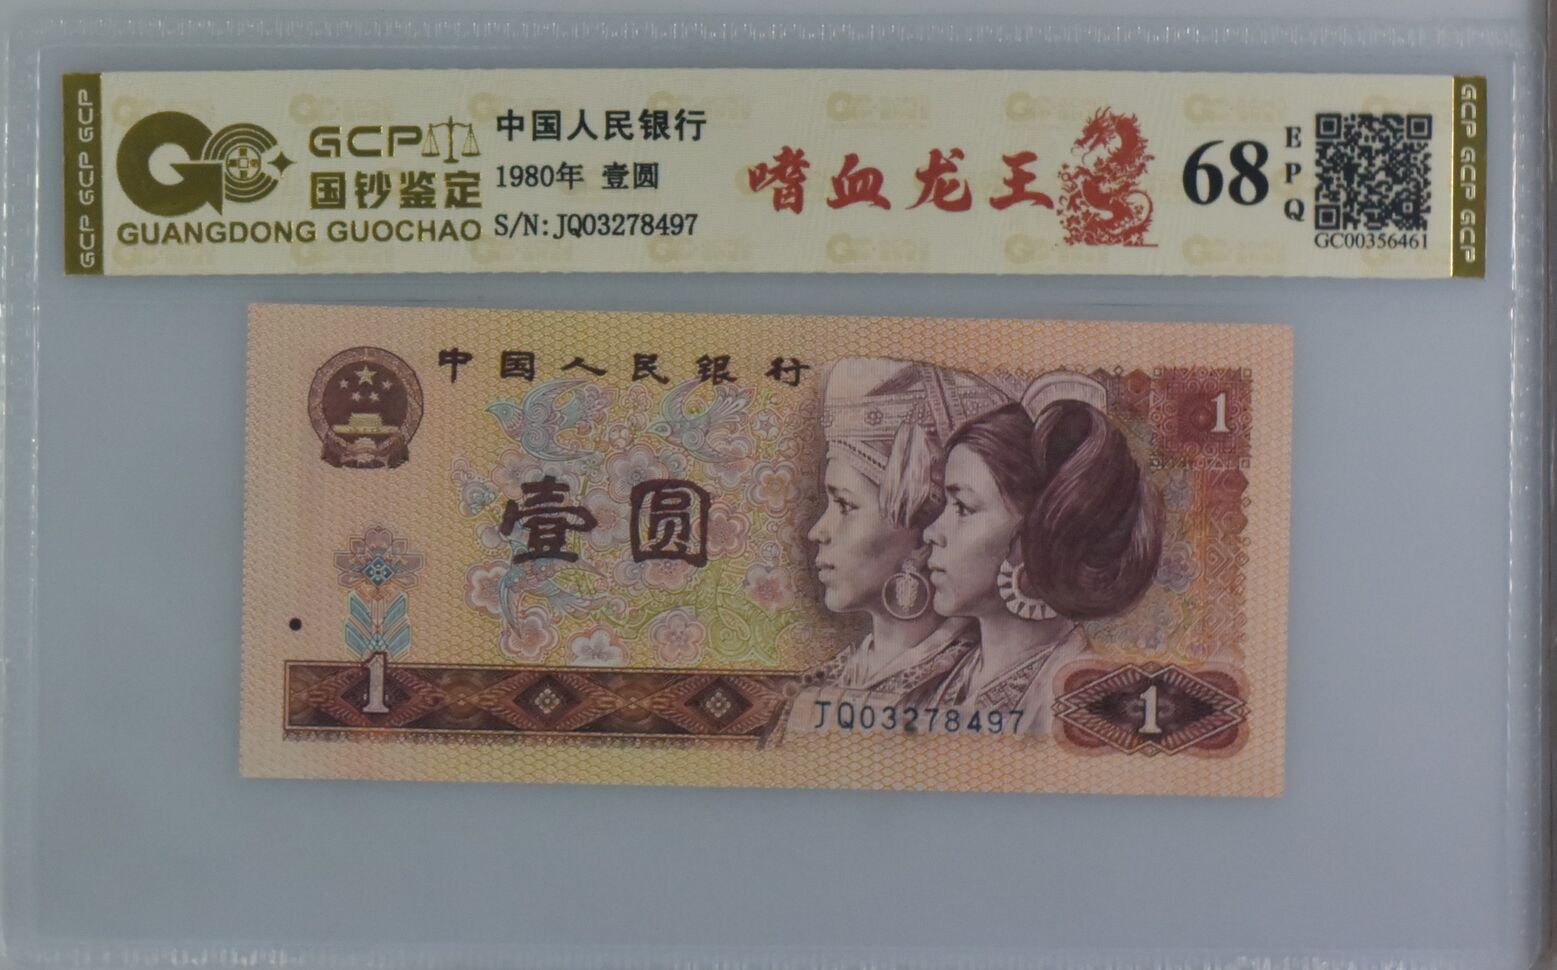 GCP GCP GCP
GCP
国钞鉴定
GUANGDONG GUOCHAO
中国人民银行
1980年 壹圆
S/N:JQ03278497
嗜血龙王
68
EPQ
GC00356461
GCP GCP GCP
中国人民银行
1
壹圆
1
JQ03278497
1